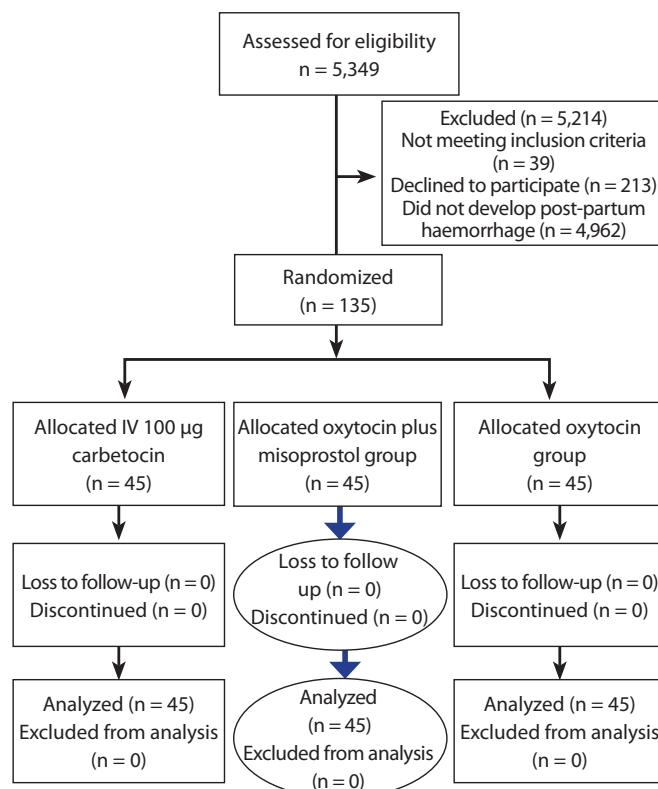 Assessed for eligibility
n = 5,349
Excluded (n = 5,214)
Not meeting inclusion criteria
(n = 39)
Declined to participate (n = 213)
Did not develop post-partum
haemorrhage (n = 4,962)
Randomized
(n = 135)
Allocated IV 100 µg
carbetocin
(n = 45)
Allocated oxytocin plus
misoprostol group
(n = 45)
Allocated oxytocin
group
(n = 45)
Loss to follow-up (n = 0)
Discontinued (n = 0)
Loss to follow
up (n = 0)
Discontinued (n = 0)
Loss to follow-up (n = 0)
Discontinued (n = 0)
Analyzed (n = 45)
Excluded from analysis
(n = 0)
Analyzed
(n = 45)
Excluded from analysis
(n = 0)
Analyzed (n = 45)
Excluded from analysis
(n = 0)